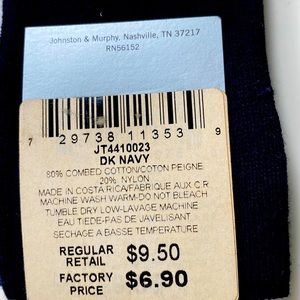 Johnston & Murphy, Nashville, TN 37217
RN56152
7 29738 11353 9
JT4410023
DK NAVY
80% COMBED COTTON/COTON PEIGNE
20% NYLON
MADE IN COSTA RICA/FABRIQUE AUX C R
MACHINE WASH WARM-DO NOT BLEACH
TUMBLE DRY LOW-LAVAGE MACHINE
EAU TIEDE-PAS DE JAVELISANT
SECHAGE A BASSE TEMPERATURE
REGULAR RETAIL $9.50
FACTORY PRICE $6.90